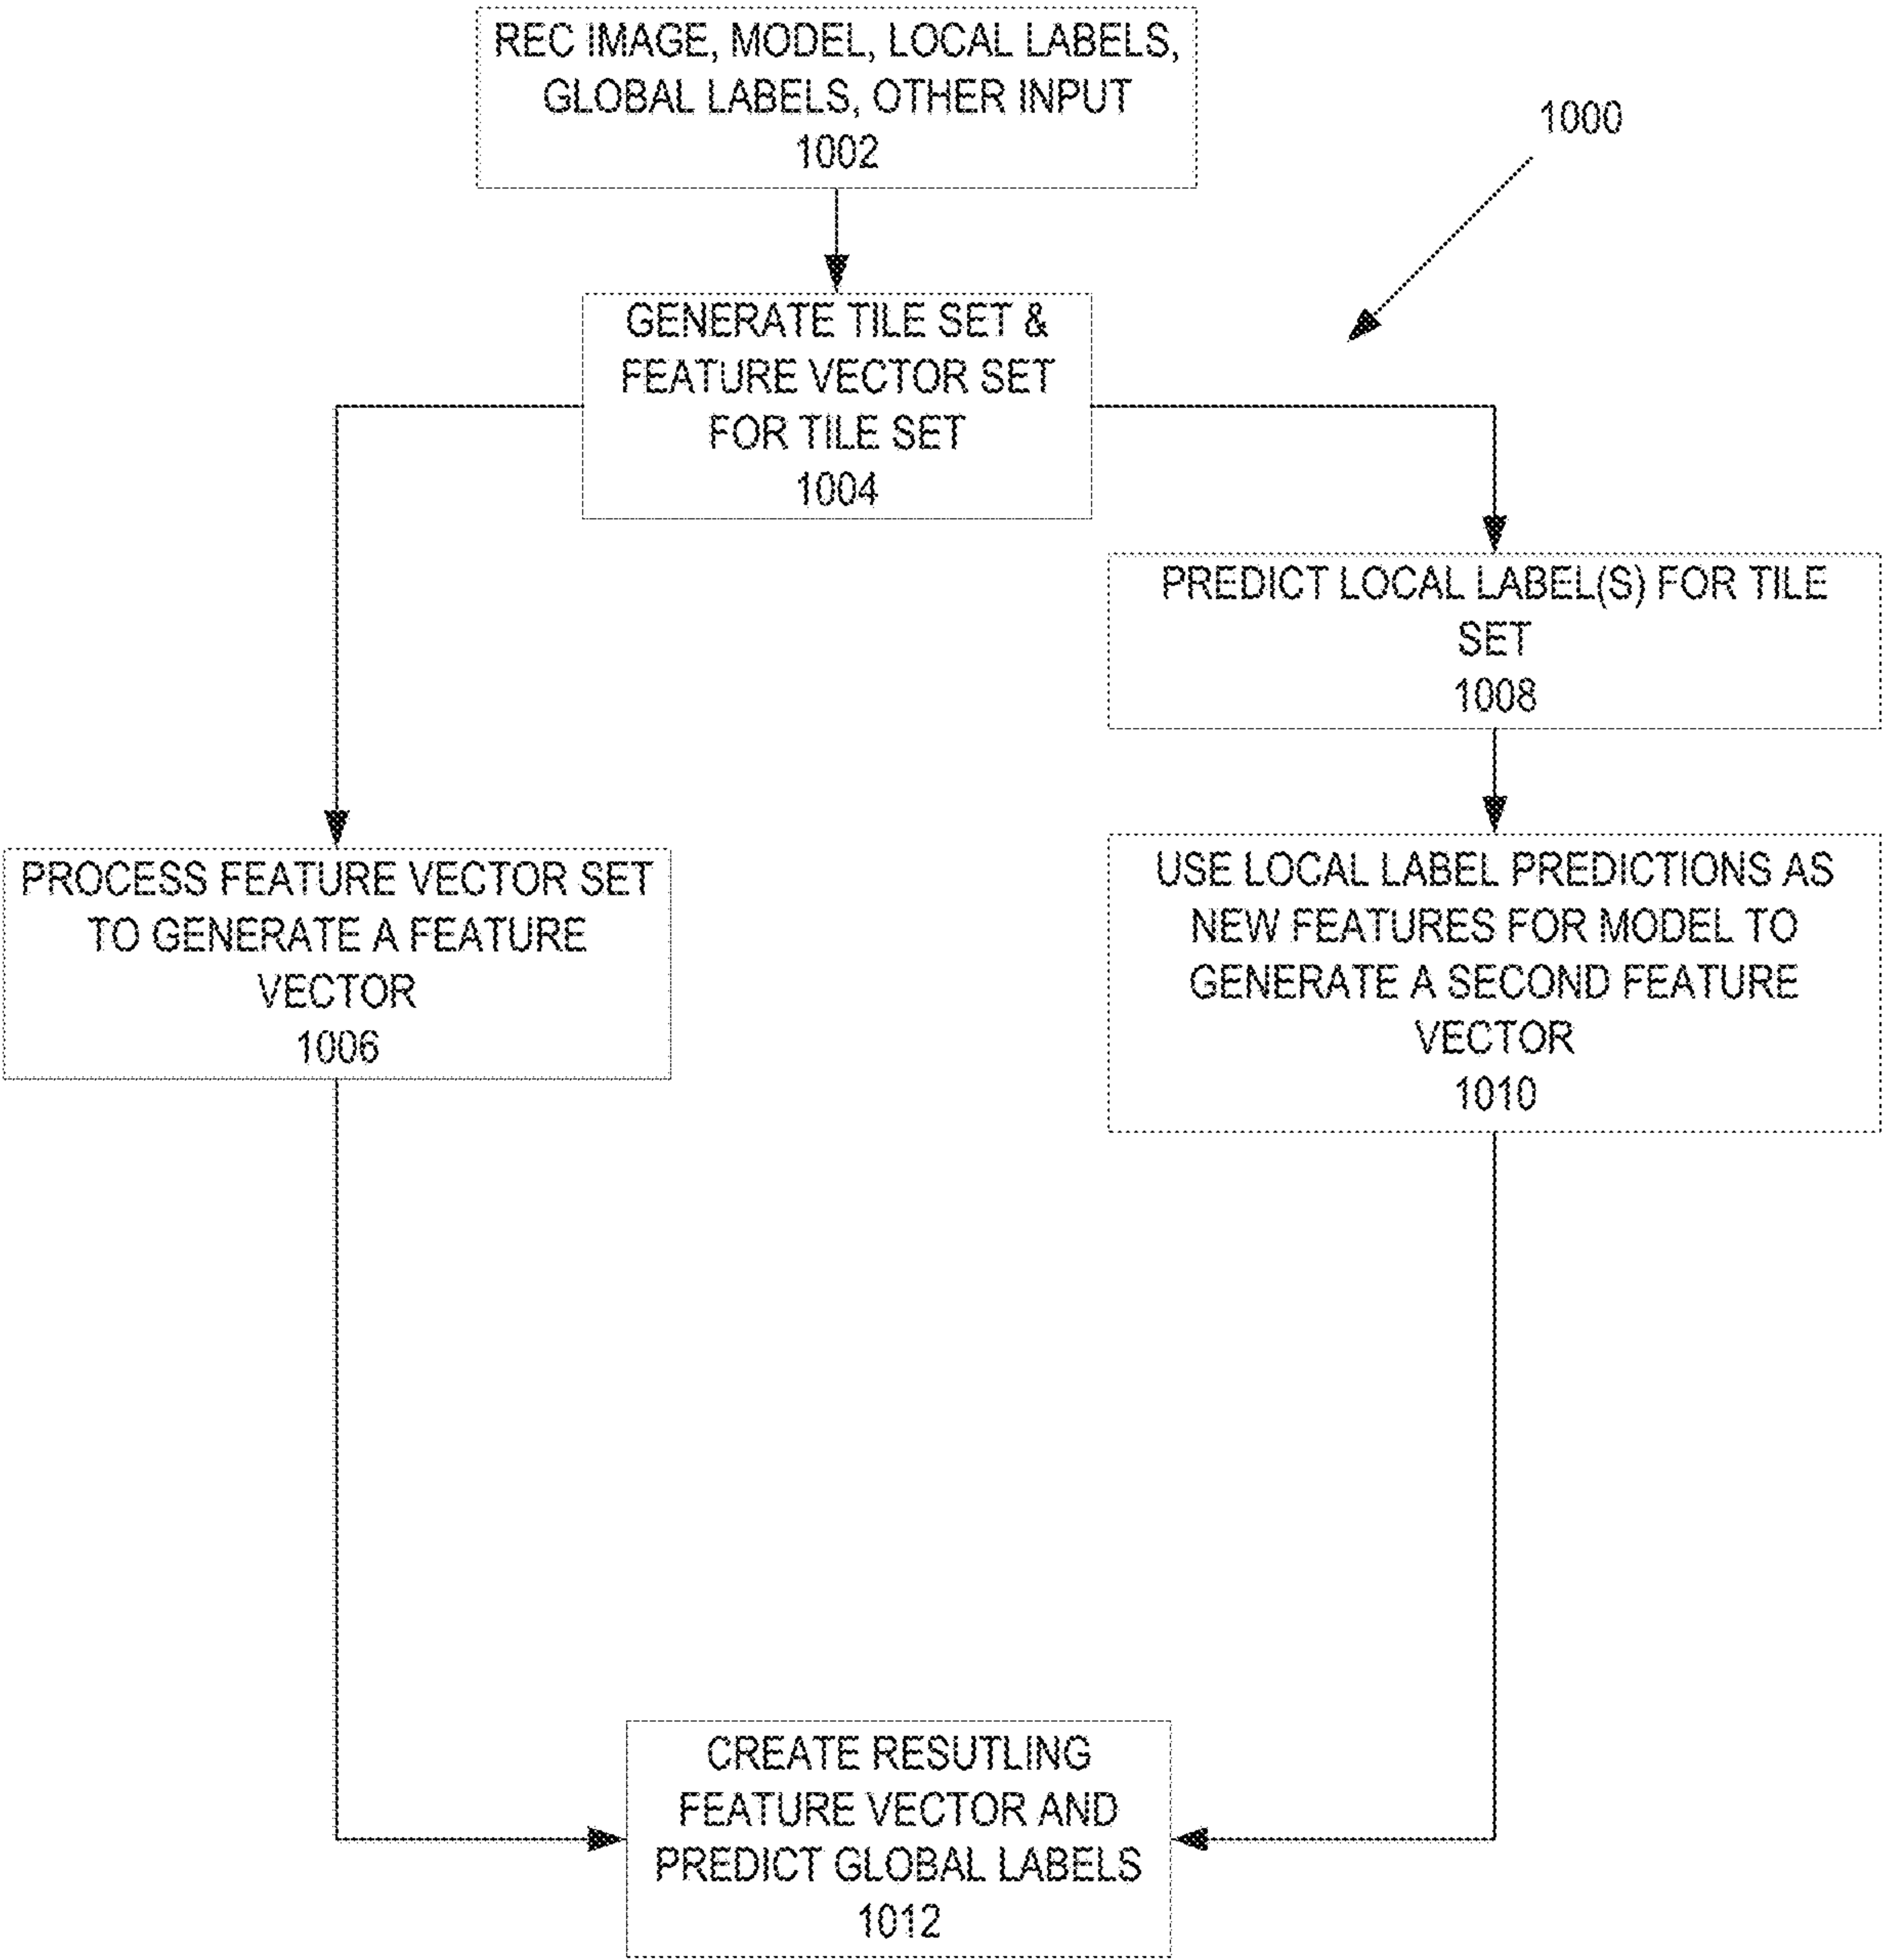 REC IMAGE, MODEL, LOCAL LABELS,
GLOBAL LABELS, OTHER INPUT
1002
1000
GENERATE TILE SET &
FEATURE VECTOR SET
FOR TILE SET
1004
PREDICT LOCAL LABEL(S) FOR TILE
SET
1008
PROCESS FEATURE VECTOR SET
TO GENERATE A FEATURE
VECTOR
1006
USE LOCAL LABEL PREDICTIONS AS
NEW FEATURES FOR MODEL TO
GENERATE A SECOND FEATURE
VECTOR
1010
CREATE RESUTLING
FEATURE VECTOR AND
PREDICT GLOBAL LABELS
1012